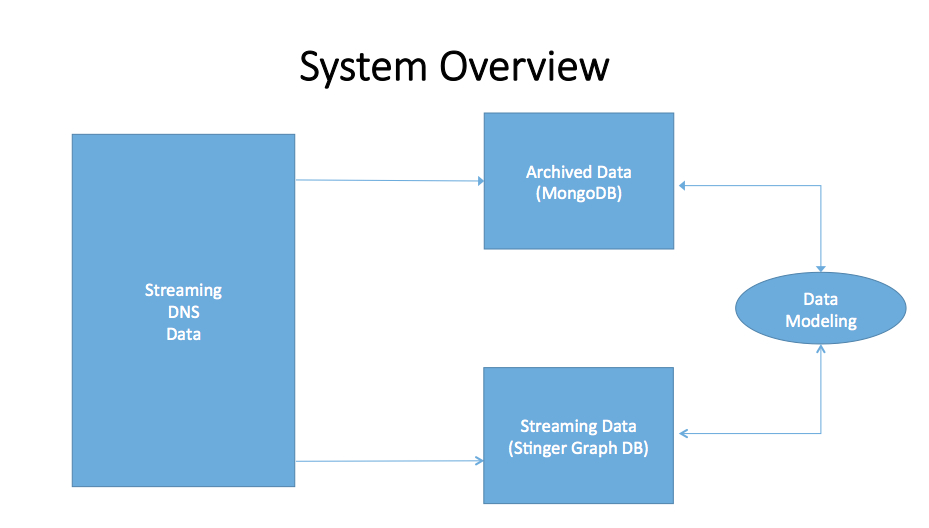 System Overview
Streaming
DNS
Data
Archived Data
(MongoDB)
Data
Modeling
Streaming Data
(Stinger Graph DB)